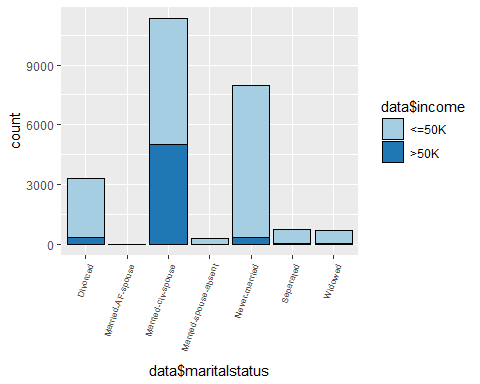 count
9000
6000
3000
0
Divorced
Married-AF-spouse
Married-civ-spouse
Married-spouse-absent
Never-married
Separated
Widowed
data$maritalstatus
data$income
<=50K
>50K